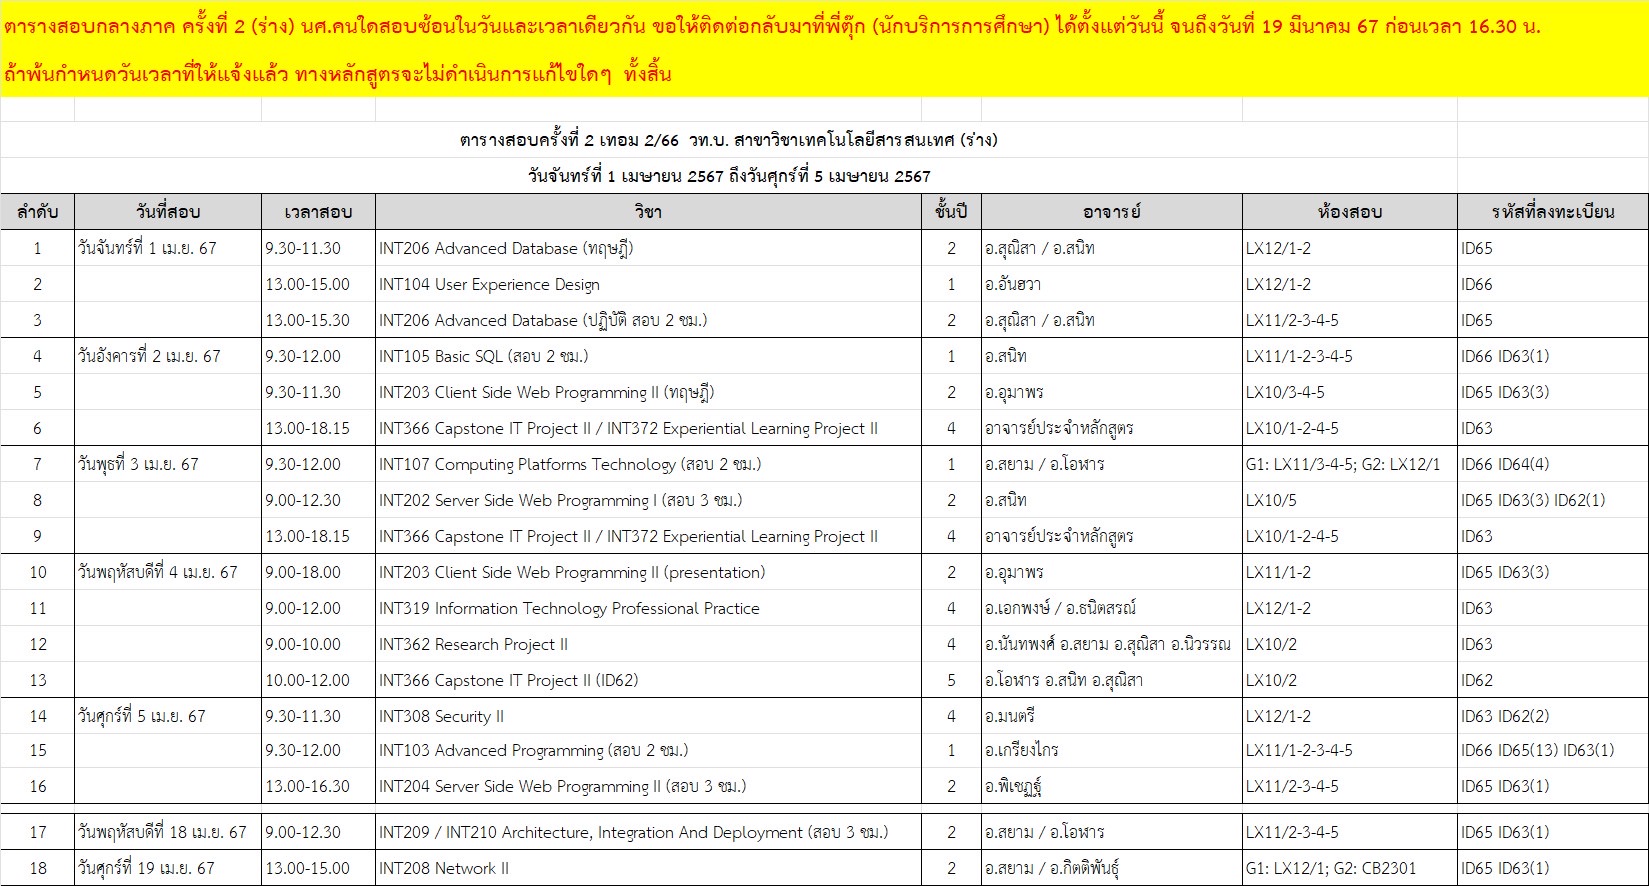 ตารางสอบกลางภาค ครั้งที่ 2 (ร่าง) นศ.คนใดสอบซ้อนในวันและเวลาเดียวกัน ขอให้ติดต่อกลับมาที่พี่ตุ๊ก (นักบริการการศึกษา) ได้ตั้งแต่วันนี้ จนถึงวันที่ 19 มีนาคม 67 ก่อนเวลา 16.30 น.
ถ้าพ้นกำหนดวันเวลาที่ให้แจ้งแล้ว ทางหลักสูตรจะไม่ดำเนินการแก้ไขใดๆ ทั้งสิ้น
ตารางสอบครั้งที่ 2 เทอม 2/66 วท.บ. สาขาวิชาเทคโนโลยีสารสนเทศ (ร่าง)
วันจันทร์ที่ 1 เมษายน 2567 ถึงวันศุกร์ที่ 5 เมษายน 2567
ลำดับ วันที่สอบ เวลาสอบ วิชา ชั้นปี อาจารย์ ห้องสอบ รหัสที่ลงทะเบียน
1 วันจันทร์ที่ 1 เม.ย. 67 9.30-11.30 INT206 Advanced Database (ทฤษฎี) 2 อ.สุณิสา / อ.สนิท LX12/1-2 ID65
2 13.00-15.00 INT104 User Experience Design 1 อ.อันฮวา LX12/1-2 ID66
3 13.00-15.30 INT206 Advanced Database (ปฏิบัติ สอบ 2 ชม.) 2 อ.สุณิสา / อ.สนิท LX11/2-3-4-5 ID65
4 วันอังคารที่ 2 เม.ย. 67 9.30-12.00 INT105 Basic SQL (สอบ 2 ชม.) 1 อ.สนิท LX11/1-2-3-4-5 ID66 ID63(1)
5 9.30-11.30 INT203 Client Side Web Programming II (ทฤษฎี) 2 อ.อุมาพร LX10/3-4-5 ID65 ID63(3)
6 13.00-18.15 INT366 Capstone IT Project II / INT372 Experiential Learning Project II 4 อาจารย์ประจำหลักสูตร LX10/1-2-4-5 ID63
7 วันพุธที่ 3 เม.ย. 67 9.30-12.00 INT107 Computing Platforms Technology (สอบ 2 ชม.) 1 อ.สยาม / อ.โอฬาร G1: LX11/3-4-5; G2: LX12/1 ID66 ID64(4)
8 9.00-12.30 INT202 Server Side Web Programming I (สอบ 3 ชม.) 2 อ.สนิท LX10/5 ID65 ID63(3) ID62(1)
9 13.00-18.15 INT366 Capstone IT Project II / INT372 Experiential Learning Project II 4 อาจารย์ประจำหลักสูตร LX10/1-2-4-5 ID63
10 วันพฤหัสบดีที่ 4 เม.ย. 67 9.00-18.00 INT203 Client Side Web Programming II (presentation) 2 อ.อุมาพร LX11/1-2 ID65 ID63(3)
11 9.00-12.00 INT319 Information Technology Professional Practice 4 อ.เอกพงษ์ / อ.ธนิตสรณ์ LX12/1-2 ID63
12 9.00-10.00 INT362 Research Project II 4 อ.นันทพงศ์ อ.สยาม อ.สุณิสา อ.นิวรรณ LX10/2 ID63
13 10.00-12.00 INT366 Capstone IT Project II (ID62) 5 อ.โอฬาร อ.สนิท อ.สุณิสา LX10/2 ID62
14 วันศุกร์ที่ 5 เม.ย. 67 9.30-11.30 INT308 Security II 4 อ.มนตรี LX12/1-2 ID63 ID62(2)
15 9.30-12.00 INT103 Advanced Programming (สอบ 2 ชม.) 1 อ.เกรียงไกร LX11/1-2-3-4-5 ID66 ID65(13) ID63(1)
16 13.00-16.30 INT204 Server Side Web Programming II (สอบ 3 ชม.) 2 อ.พิเชฏฐ์ LX11/2-3-4-5 ID65 ID63(1)
17 วันพฤหัสบดีที่ 18 เม.ย. 67 9.00-12.30 INT209 / INT210 Architecture, Integration And Deployment (สอบ 3 ชม.) 2 อ.สยาม / อ.โอฬาร LX11/2-3-4-5 ID65 ID63(1)
18 วันศุกร์ที่ 19 เม.ย. 67 13.00-15.00 INT208 Network II 2 อ.สยาม / อ.กิตติพันธุ์ G1: LX12/1; G2: CB2301 ID65 ID63(1)